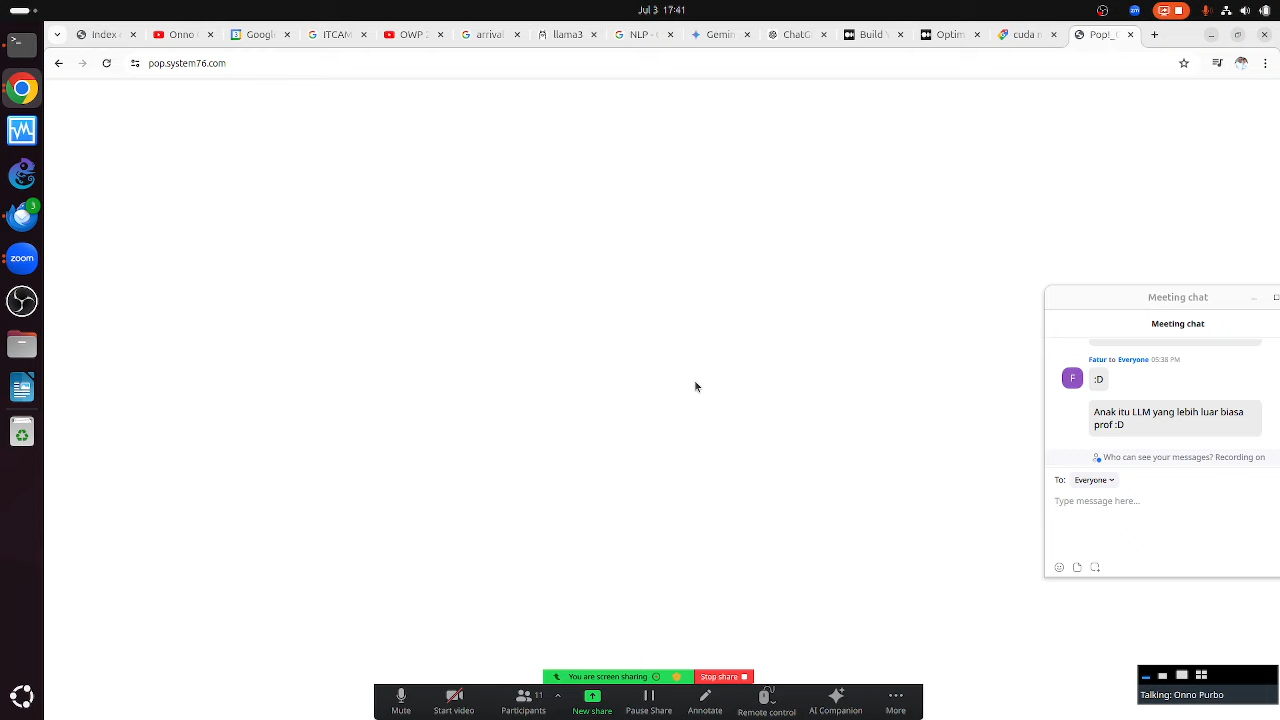 Jul 3 17:41
Index
Onno
Google
ITCAM
OWP
arrival
llama3
NLP -
Gemin
ChatG
Build
Optim
cuda n
Pop!_
pop.system76.com
3
zoom
Meeting chat
Meeting chat
Fatur to Everyone 05:38 PM
F
:D
Anak itu LLM yang lebih luar biasa
prof :D
Who can see your messages? Recording on
To: Everyone
Type message here...
You are screen sharing
Stop share
Talking: Onno Purbo
Mute
Start video
Participants
11
New share
Pause Share
Annotate
Remote control
AI Companion
More